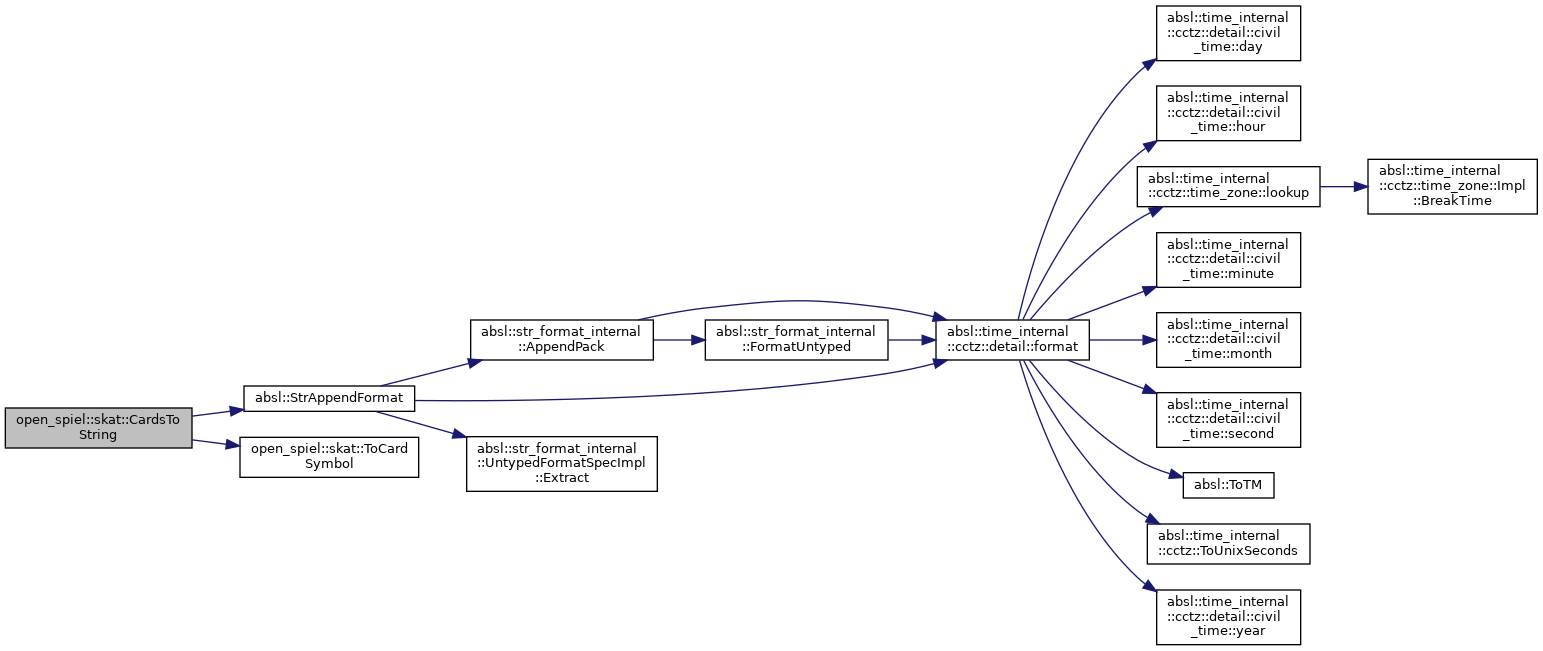 open_spiel::skat::CardsTo
String
absl::StrAppendFormat
open_spiel::skat::ToCard
Symbol
absl::str_format_internal
::AppendPack
absl::str_format_internal
::UntypedFormatSpecImpl
::Extract
absl::str_format_internal
::FormatUntyped
absl::time_internal
::cctz::detail::format
absl::time_internal
::cctz::detail::civil
_time::day
absl::time_internal
::cctz::detail::civil
_time::hour
absl::time_internal
::cctz::time_zone::lookup
absl::time_internal
::cctz::time_zone::Impl
::BreakTime
absl::time_internal
::cctz::detail::civil
_time::minute
absl::time_internal
::cctz::detail::civil
_time::month
absl::time_internal
::cctz::detail::civil
_time::second
absl::ToTM
absl::time_internal
::cctz::ToUnixSeconds
absl::time_internal
::cctz::detail::civil
_time::year